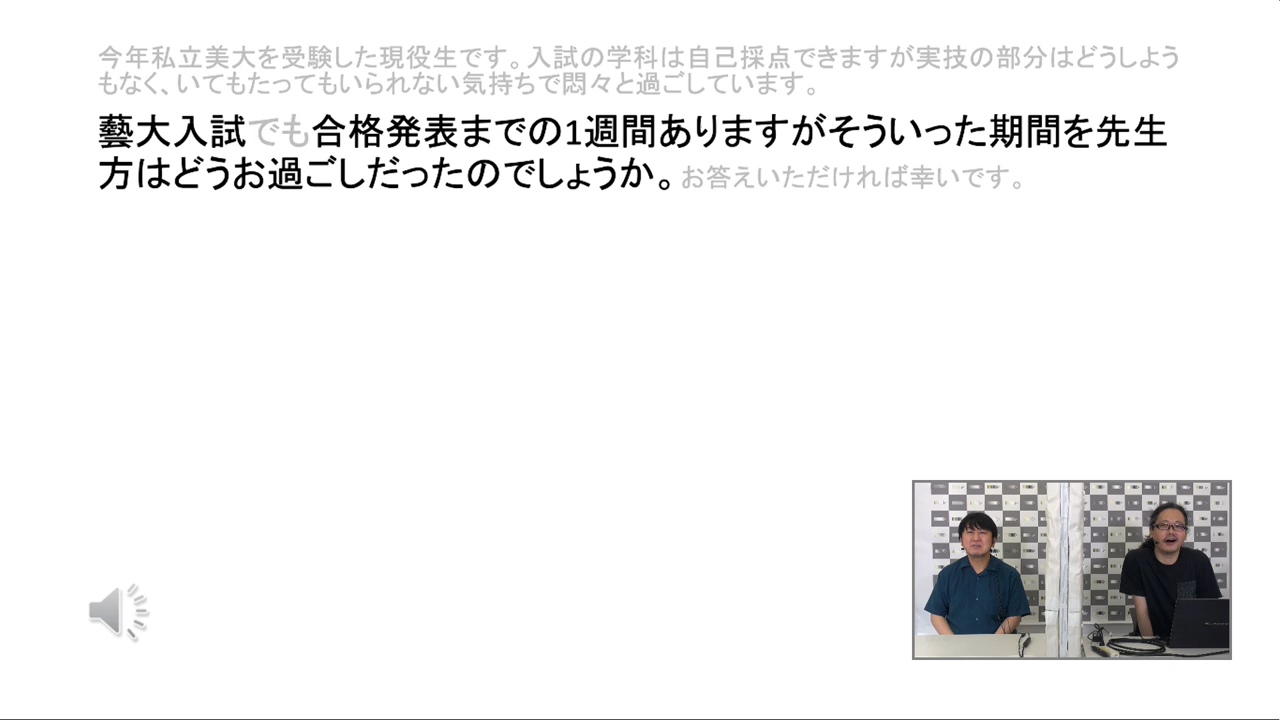 今年私立美大を受験した現役生です。入試の学科は自己採点できますが実技の部分はどうしよう
もなく、いてもたってもいられない気持ちで悶々と過ごしています。
藝大入試でも合格発表までの1週間ありますがそういった期間を先生
方はどうお過ごしだったのでしょうか。お答えいただければ幸いです。